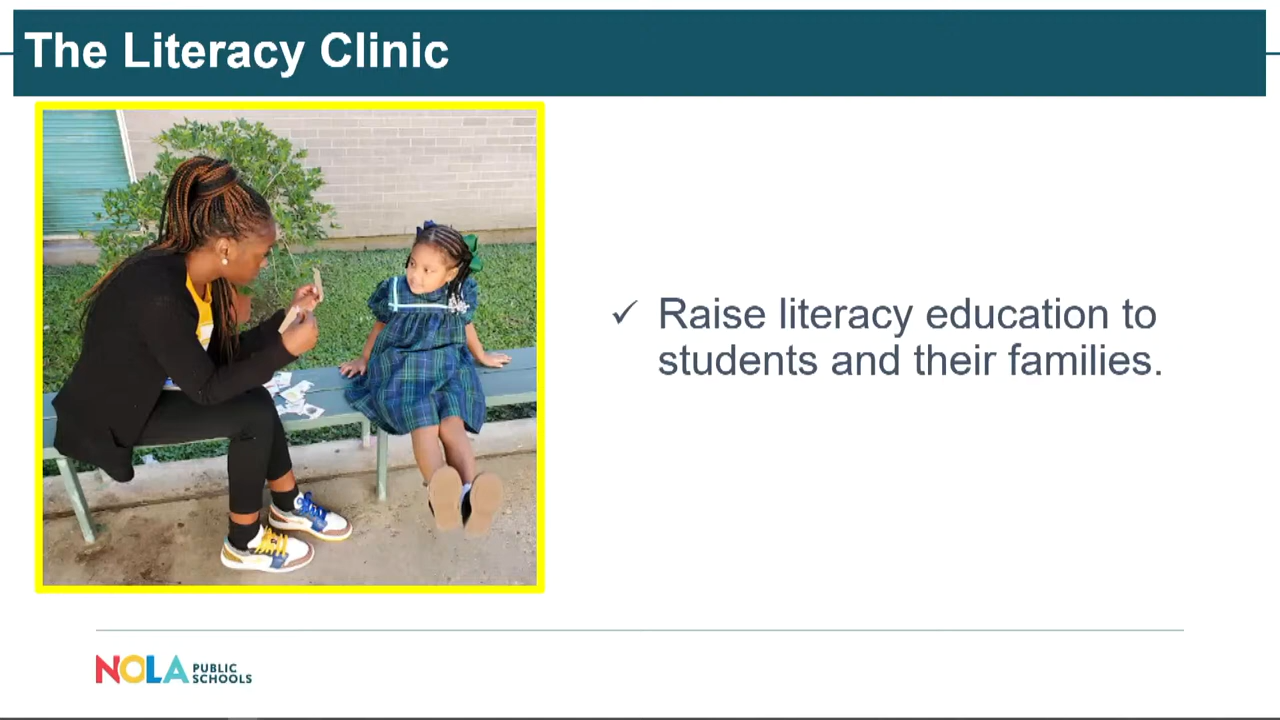 The Literacy Clinic
✓ Raise literacy education to
students and their families.
NOLA PUBLIC
SCHOOLS